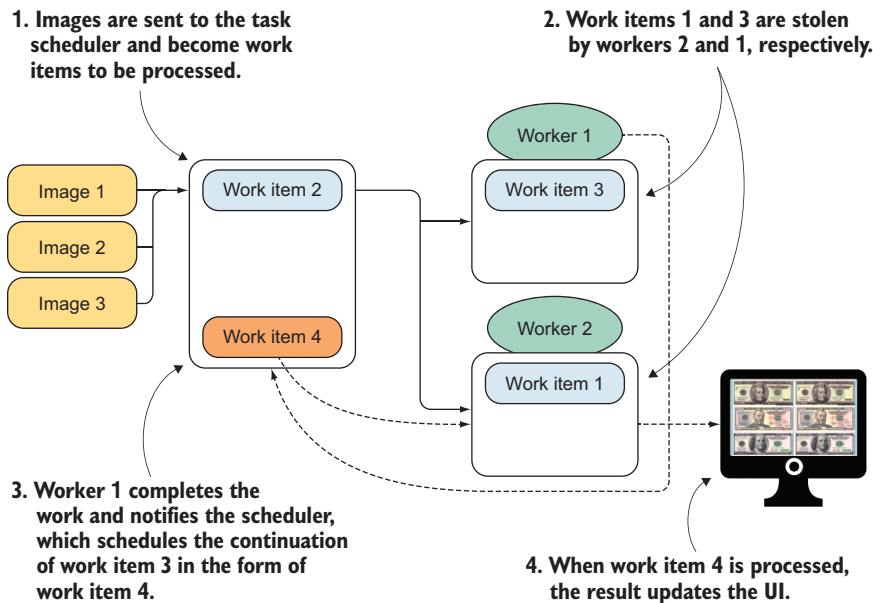 1. Images are sent to the task
scheduler and become work
items to be processed.
2. Work items 1 and 3 are stolen
by workers 2 and 1, respectively.
Worker 1
Image 1
Work item 2
Work item 3
Image 2
Image 3
Worker 2
Work item 4
Work item 1
3. Worker 1 completes the
work and notifies the scheduler,
which schedules the continuation
of work item 3 in the form of
work item 4.
4. When work item 4 is processed,
the result updates the UI.